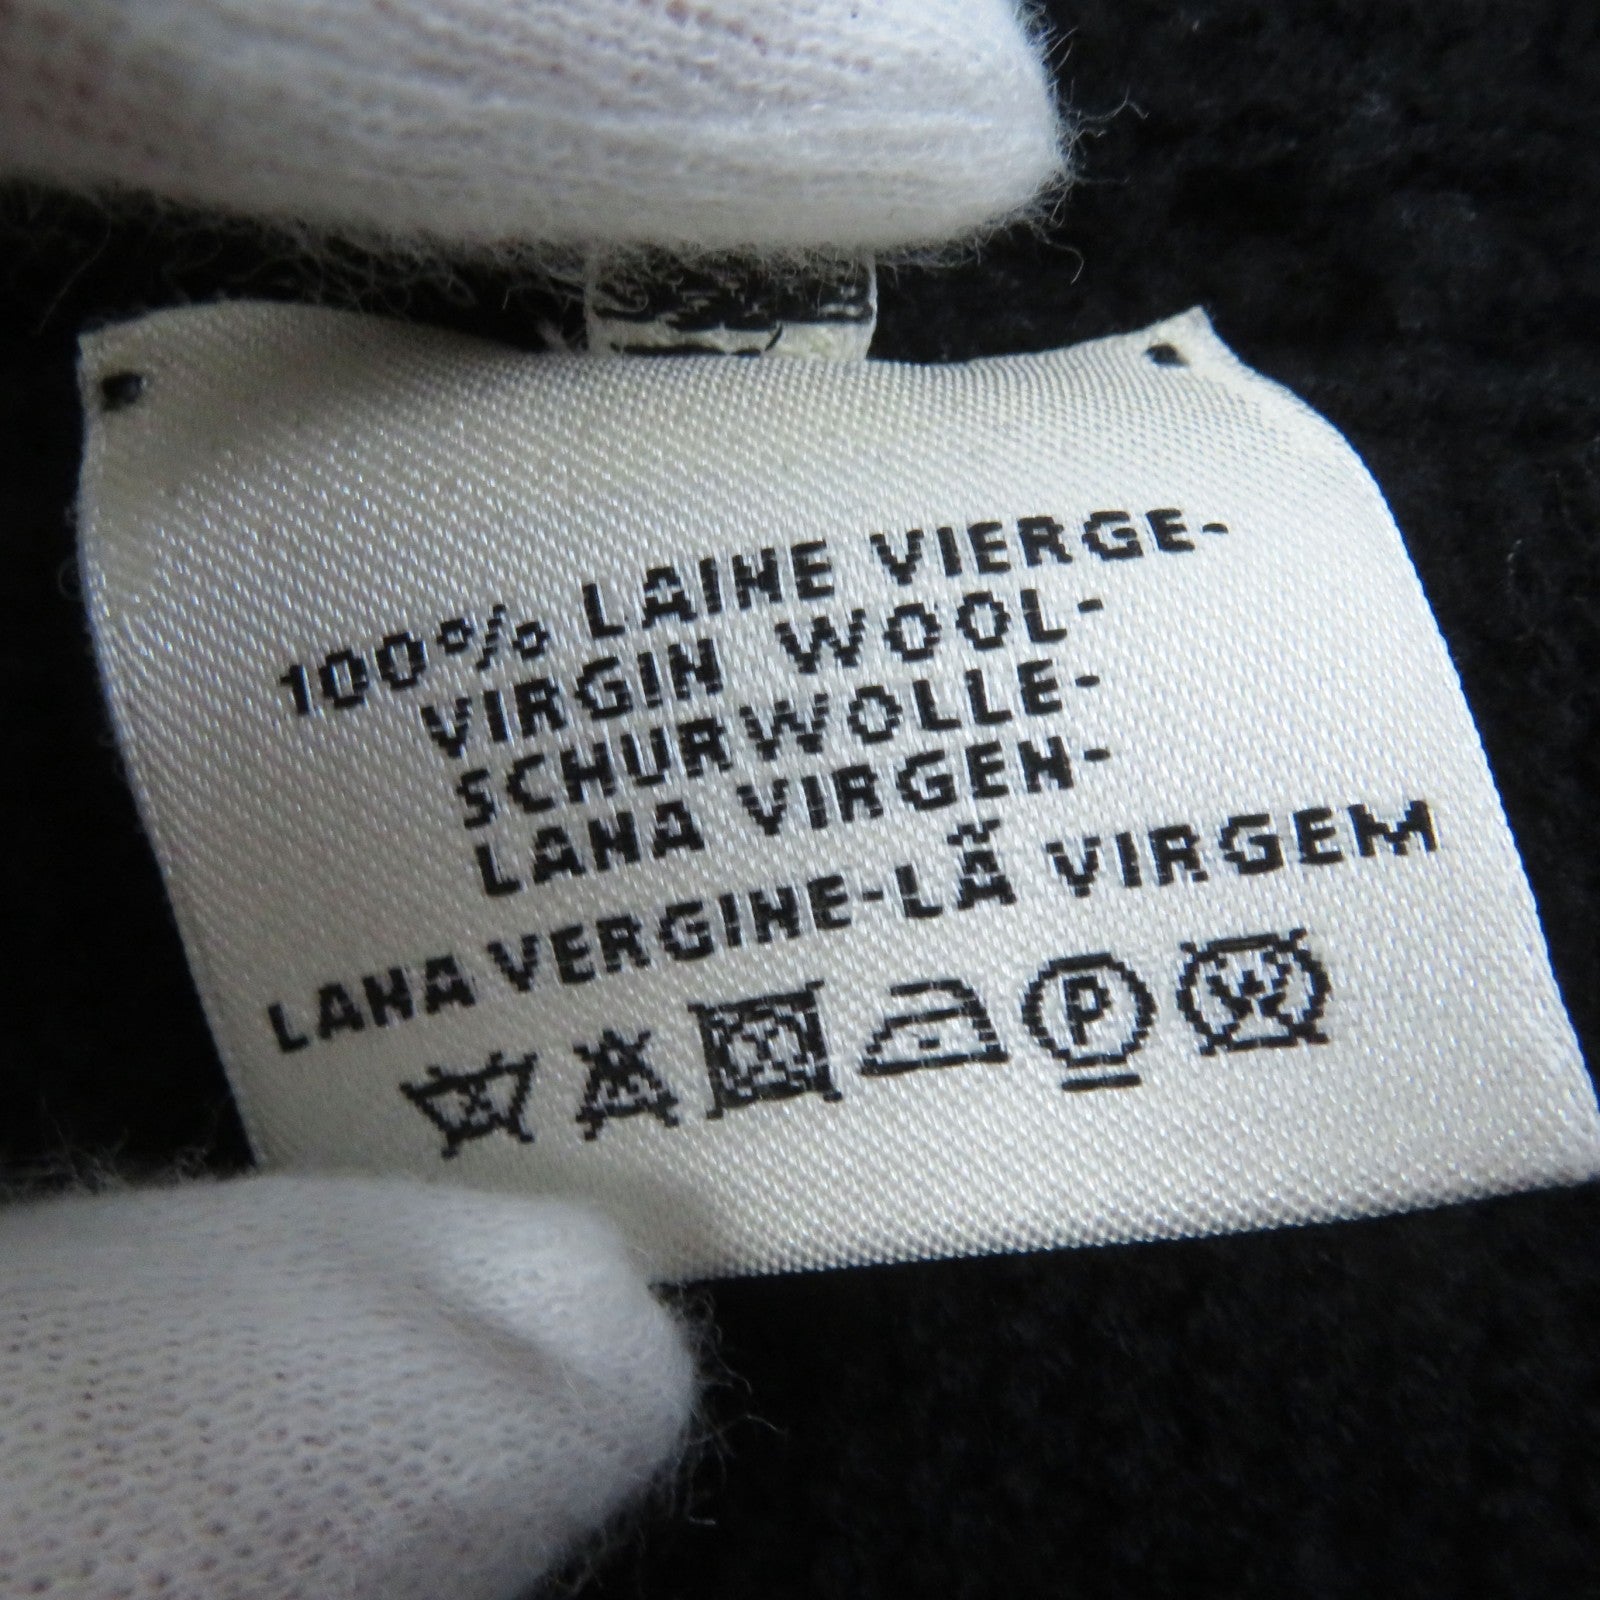 100% LAINE VIERGE-
VIRGIN WOOL-
SCHURWOLLE-
LANA VIRGEN-
LANA VERGINE-LÃ VIRGEM
P W